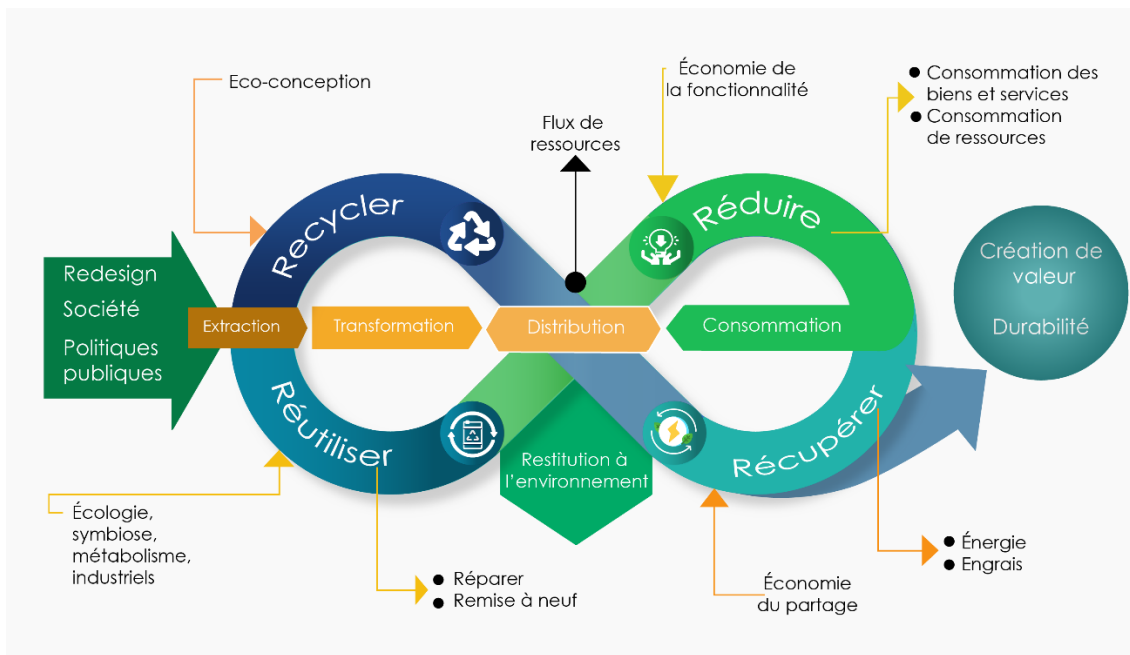 Eco-conception
Économie de
la fonctionnalité
● Consommation des
biens et services
● Consommation
de ressources
Flux de
ressources
Recycler
Réduire
Création de
valeur
Durabilité
Redesign
Société
Politiques
publiques
Extraction
Transformation
Distribution
Consommation
Réutiliser
Récupérer
Restitution à
l'environnement
Écologie,
symbiose,
métabolisme,
industriels
● Réparer
● Remise à neuf
Économie
du partage
● Énergie
● Engrais